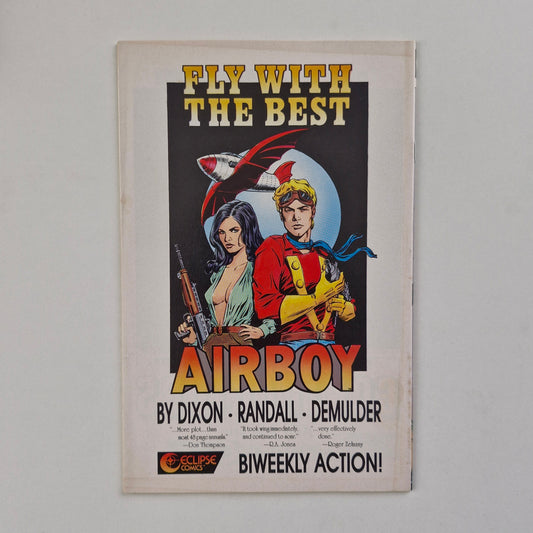 FLY WITH
THE BEST
AIRBOY
BY DIXON • RANDALL • DEMULDER
"...More plot...than
most 48 page annuals."
—Don Thompson
"It took wing immediately,
and continued to soar."
—R.A. Jones
"...very effectively
done."
—Roger Zelazny
ECLIPSE
COMICS
BIWEEKLY ACTION!